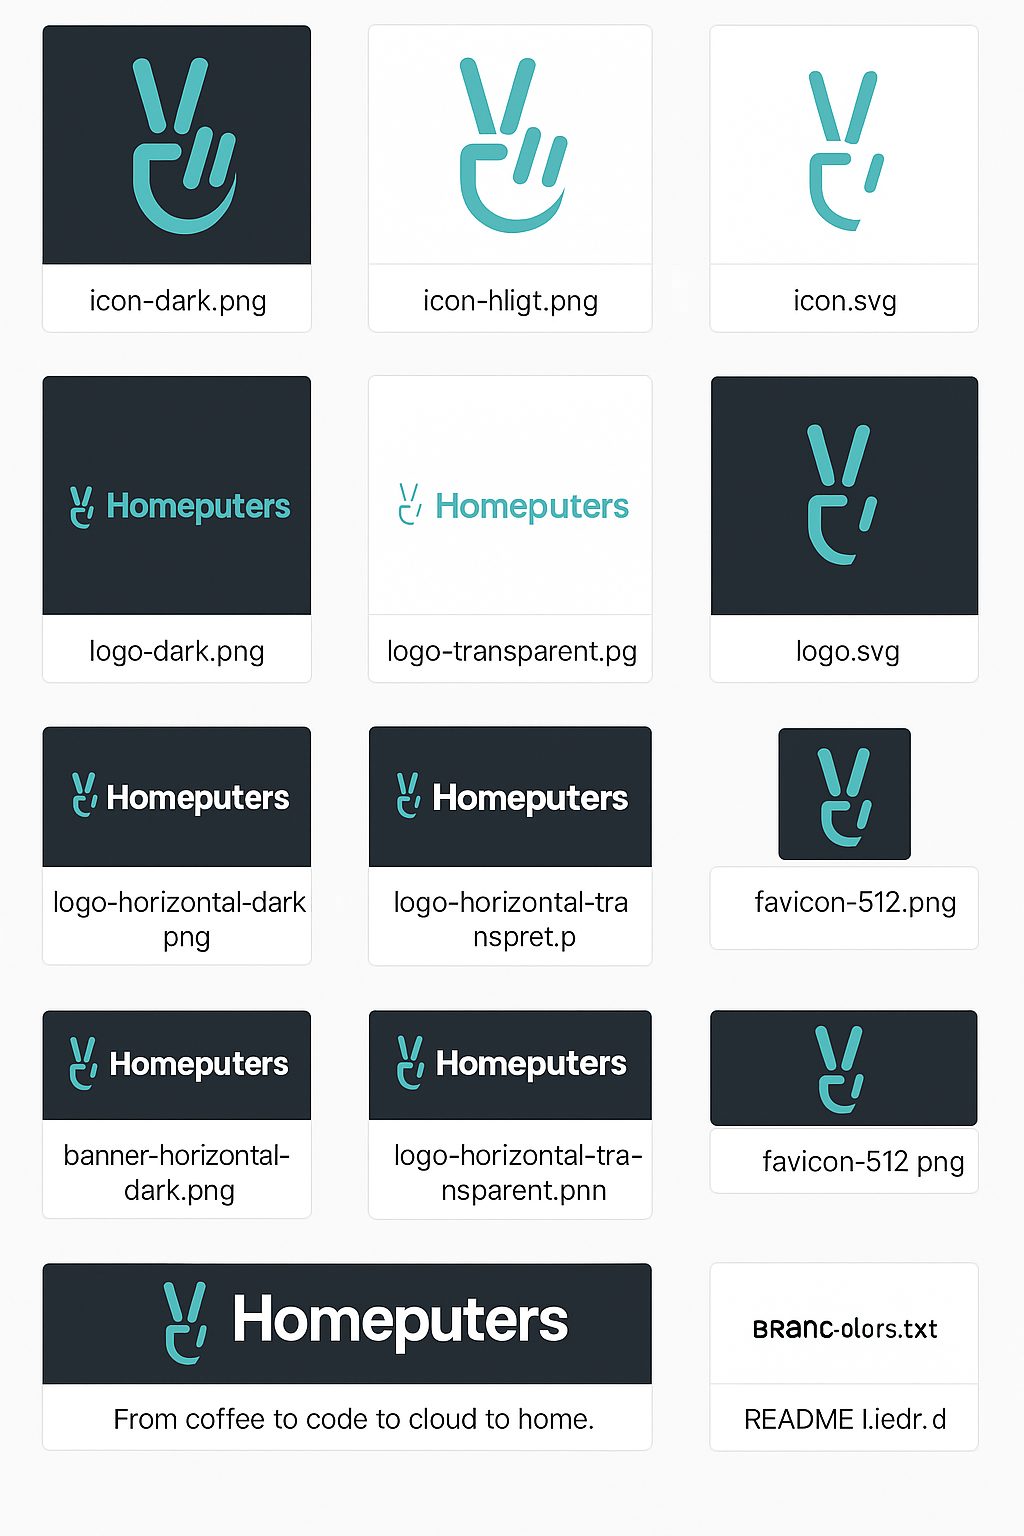 icon-dark.png
icon-hligt.png
icon.svg
Homeputers
Homeputers
logo-dark.png
logo-transparent.pg
logo.svg
Homeputers
Homeputers
logo-horizontal-dark
png
logo-horizontal-tra
nspret.p
favicon-512.png
Homeputers
Homeputers
banner-horizontal-
dark.png
logo-horizontal-tra-
nsparent.pnn
favicon-512 png
Homeputers
From coffee to code to cloud to home.
BRANC-olors.txt
README l.iedr. d